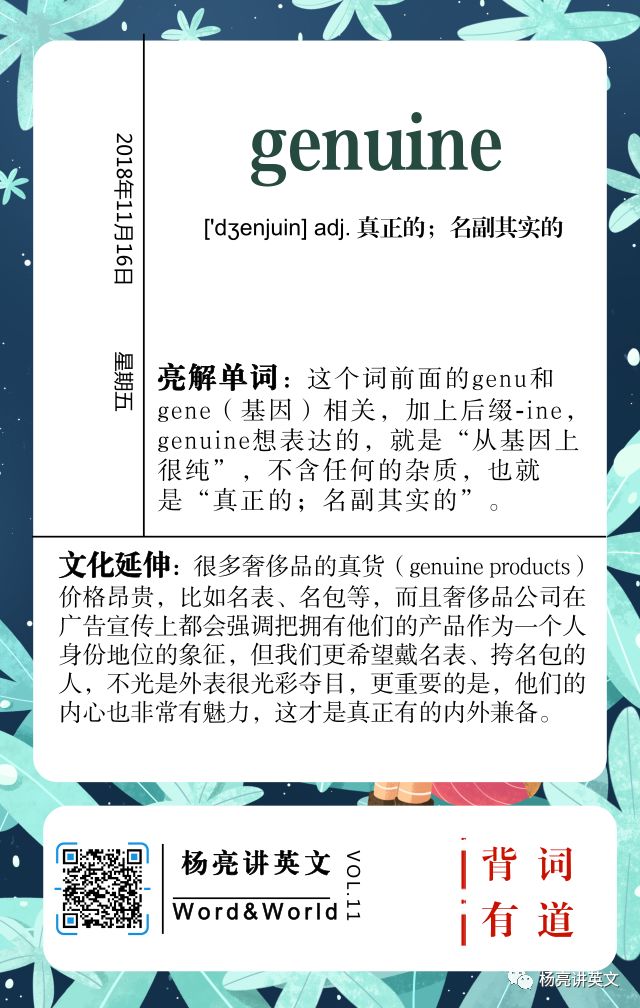 genuine
['dʒenjuin] adj. 真正的；名副其实的
2018年11月16日
星期五
亮解单词：这个词前面的genu和
gene（基因）相关，加上后缀-ine，
genuine想表达的，就是“从基因上
很纯”，不含任何的杂质，也就
是“真正的；名副其实的”。
文化延伸：很多奢侈品的真货（genuine products）
价格昂贵，比如名表、名包等，而且奢侈品公司在
广告宣传上都会强调把拥有他们的产品作为一个人
身份地位的象征，但我们更希望戴名表、挎名包的
人，不光是外表很光彩夺目，更重要的是，他们的
内心也非常有魅力，这才是真正有的内外兼备。
杨亮讲英文
Word&World
VOL.11
背词
有道
杨亮讲英文